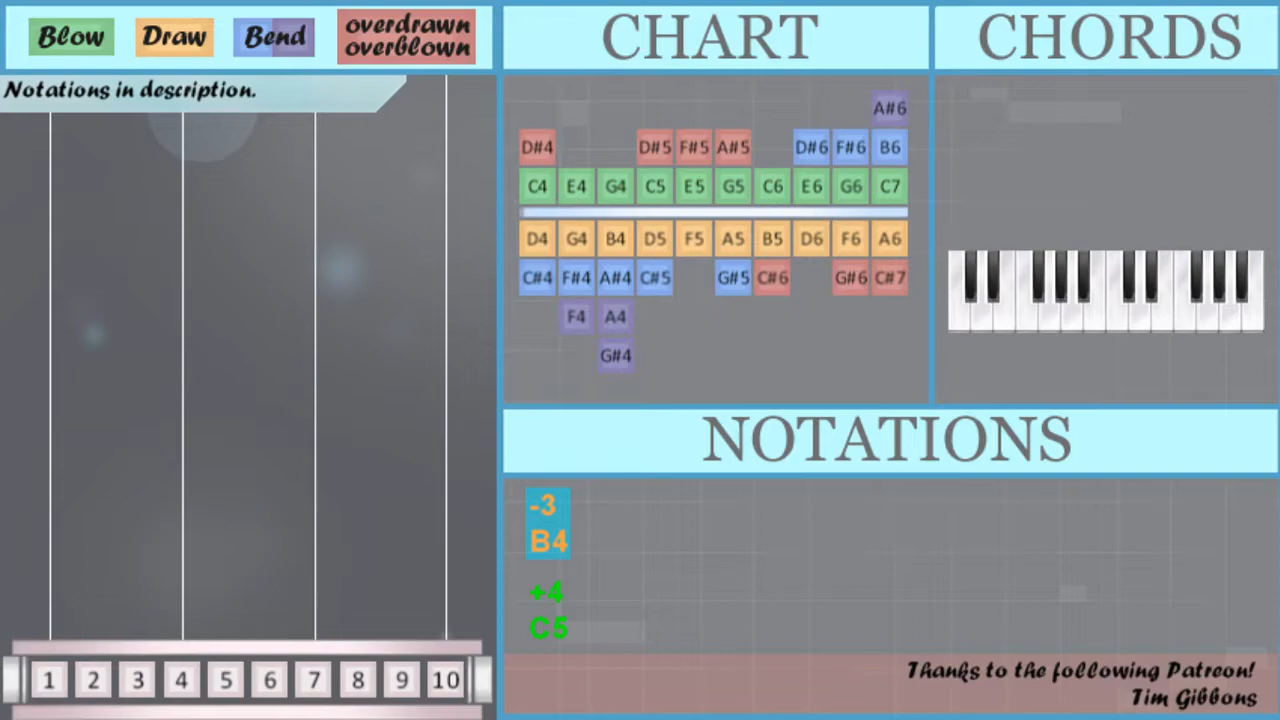 Blow Draw Bend overdrawn
overblown
Notations in description.
1 2 3 4 5 6 7 8 9 10
CHART
A#6
D#4 D#5 F#5 A#5 D#6 F#6 B6
C4 E4 G4 C5 E5 G5 C6 E6 G6 C7
D4 G4 B4 D5 F5 A5 B5 D6 F6 A6
C#4 F#4 A#4 C#5 G#5 C#6 G#6 C#7
F4 A4
G#4
CHORDS
NOTATIONS
-3
B4
+4
C5
Thanks to the following Patreon!
Tim Gibbons